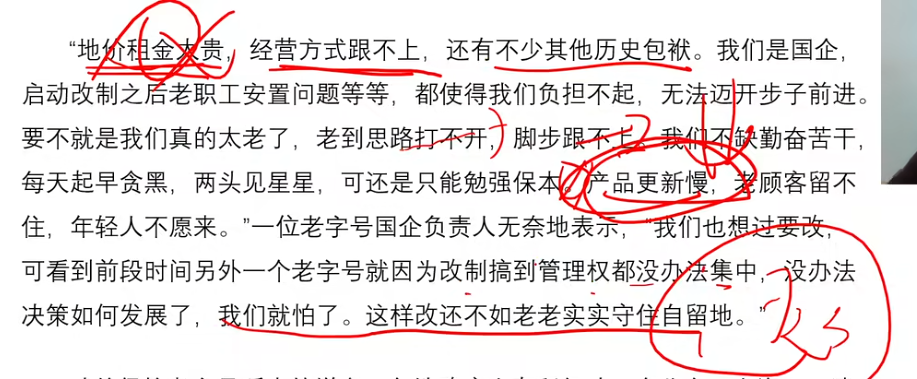 “地价租金太贵，经营方式跟不上，还有不少其他历史包袱。我们是国企，
启动改制之后老职工安置问题等等，都使得我们负担不起，无法迈开步子前进。
要不就是我们真的太老了，老到思路打不开，脚步跟不上。我们不缺勤奋苦干，
每天起早贪黑，两头见星星，可还是只能勉强保本。产品更新慢，老顾客留不
住，年轻人不愿来。”一位老字号国企负责人无奈地表示，“我们也想过要改，
可看到前段时间另外一个老字号就因为改制搞到管理权都没办法集中，没办法
决策如何发展了，我们就怕了。这样改还不如老老实实守住自留地。”